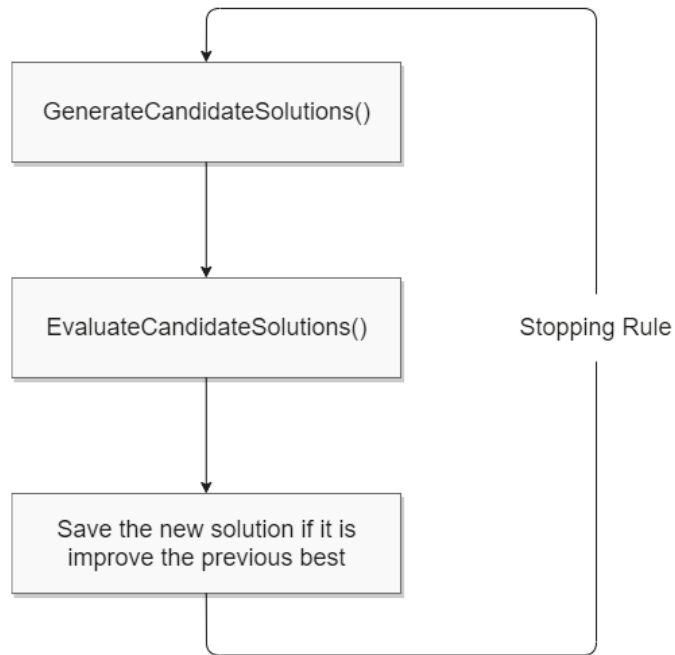 GenerateCandidateSolutions()
EvaluateCandidateSolutions()
Stopping Rule
Save the new solution if it is
improve the previous best